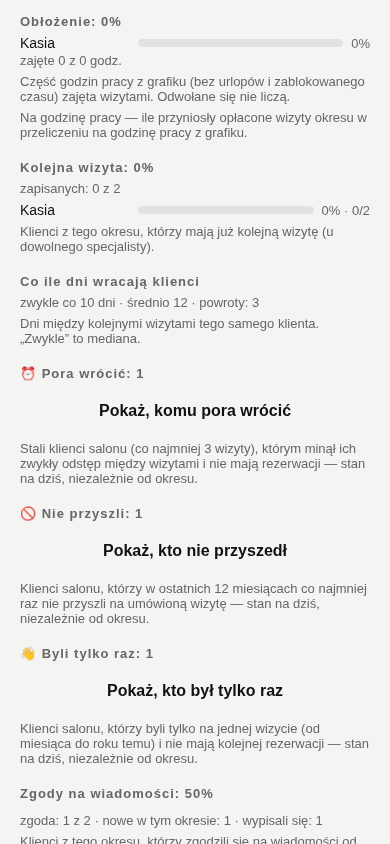 Obłożenie: 0%
Kasia 0%
zajęte 0 z 0 godz.
Część godzin pracy z grafiku (bez urlopów i zablokowanego
czasu) zajęta wizytami. Odwołane się nie liczą.
Na godzinę pracy — ile przyniosły opłacone wizyty okresu w
przeliczeniu na godzinę pracy z grafiku.
Kolejna wizyta: 0%
zapisanych: 0 z 2
Kasia 0% · 0/2
Klienci z tego okresu, którzy mają już kolejną wizytę (u
dowolnego specjalisty).
Co ile dni wracają klienci
zwykle co 10 dni · średnio 12 · powroty: 3
Dni między kolejnymi wizytami tego samego klienta.
„Zwykle” to mediana.
⏰ Pora wrócić: 1
Pokaż, komu pora wrócić
Stali klienci salonu (co najmniej 3 wizyty), którym minął ich
zwykły odstęp między wizytami i nie mają rezerwacji — stan
na dziś, niezależnie od okresu.
🚫 Nie przyszli: 1
Pokaż, kto nie przyszedł
Klienci salonu, którzy w ostatnich 12 miesiącach co najmniej
raz nie przyszli na umówioną wizytę — stan na dziś,
niezależnie od okresu.
👋 Byli tylko raz: 1
Pokaż, kto był tylko raz
Klienci salonu, którzy byli tylko na jednej wizycie (od
miesiąca do roku temu) i nie mają kolejnej rezerwacji — stan
na dziś, niezależnie od okresu.
Zgody na wiadomości: 50%
zgoda: 1 z 2 · nowe w tym okresie: 1 · wypisali się: 1
Klienci z tego okresu, którzy zgodzili się na wiadomości od